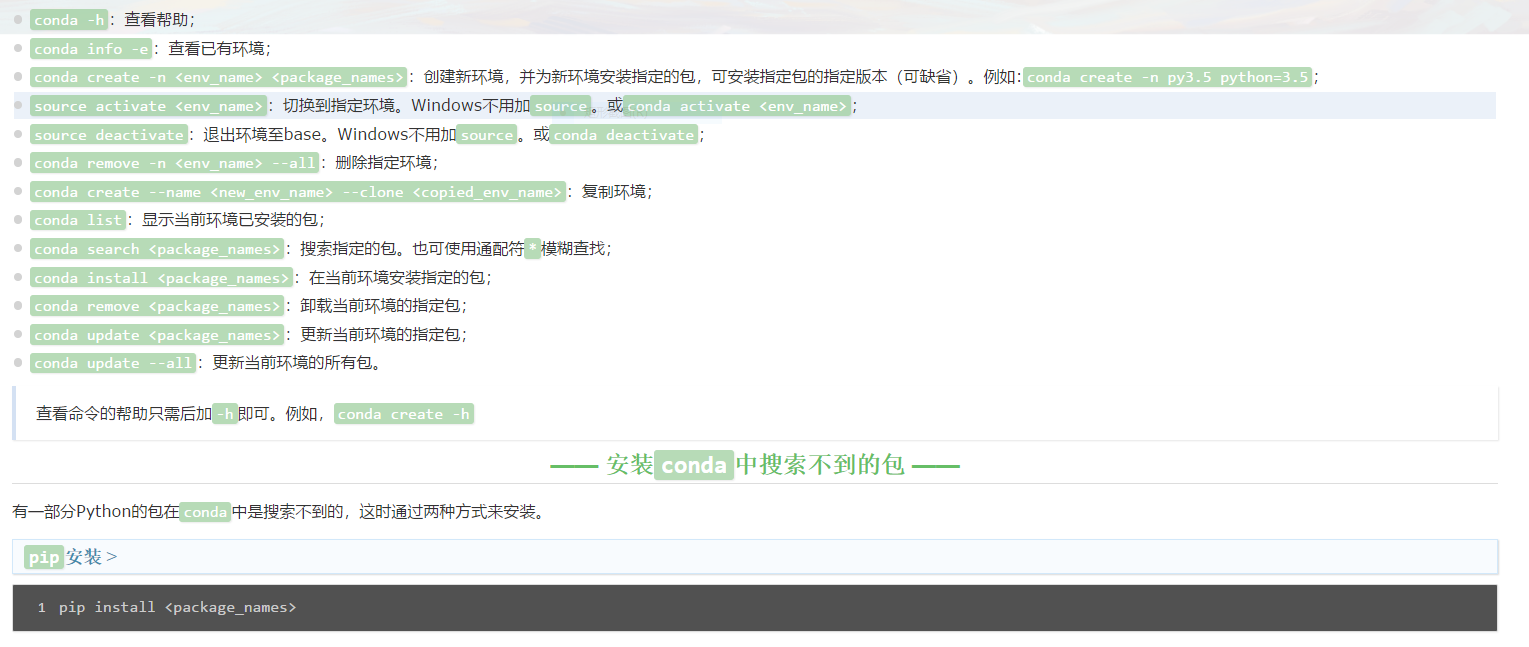 conda -h：查看帮助；
conda info -e：查看已有环境；
conda create -n <env_name> <package_names>：创建新环境，并为新环境安装指定的包，可安装指定包的指定版本（可缺省）。例如:conda create -n py3.5 python=3.5；
source activate <env_name>：切换到指定环境。Windows不用加source。或conda activate <env_name>；
source deactivate：退出环境至base。Windows不用加source。或conda deactivate；
conda remove -n <env_name> --all：删除指定环境；
conda create --name <new_env_name> --clone <copied_env_name>：复制环境；
conda list：显示当前环境已安装的包；
conda search <package_names>：搜索指定的包。也可使用通配符*模糊查找；
conda install <package_names>：在当前环境安装指定的包；
conda remove <package_names>：卸载当前环境的指定包；
conda update <package_names>：更新当前环境的指定包；
conda update --all：更新当前环境的所有包。
查看命令的帮助只需后加-h即可。例如，conda create -h
—— 安装conda中搜索不到的包 ——
有一部分Python的包在conda中是搜索不到的，这时通过两种方式来安装。
pip安装 >
1 pip install <package_names>